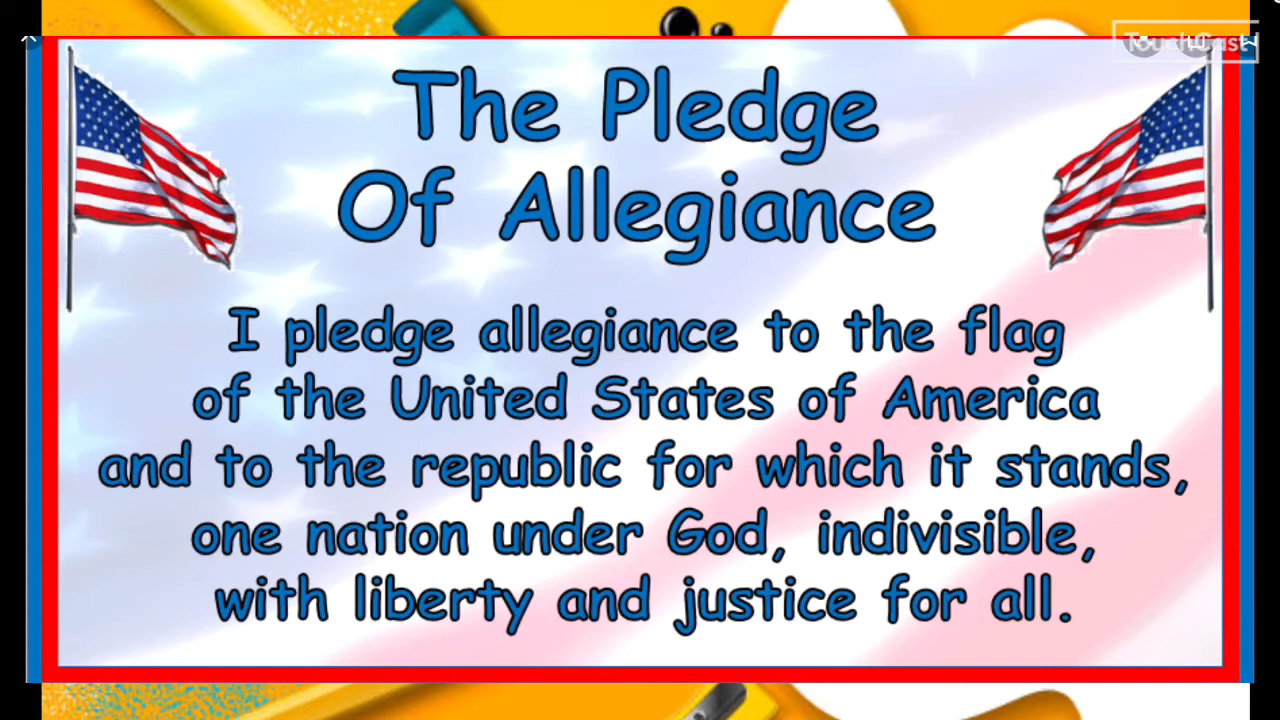 TouchCast
The Pledge
Of Allegiance
I pledge allegiance to the flag
of the United States of America
and to the republic for which it stands,
one nation under God, indivisible,
with liberty and justice for all.